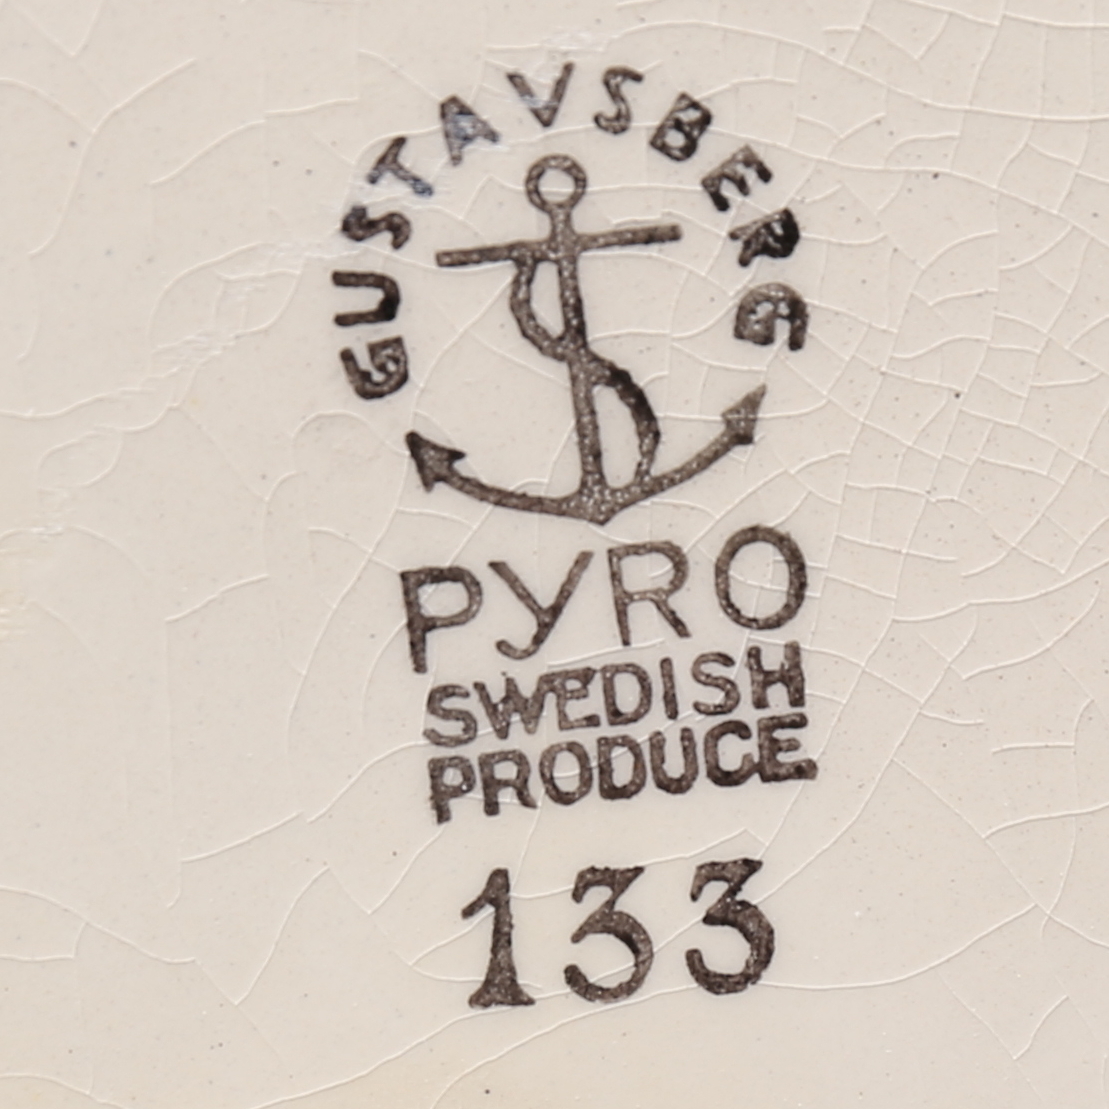 GUSTAVSBERG
PYRO
SWEDISH
PRODUCE
133